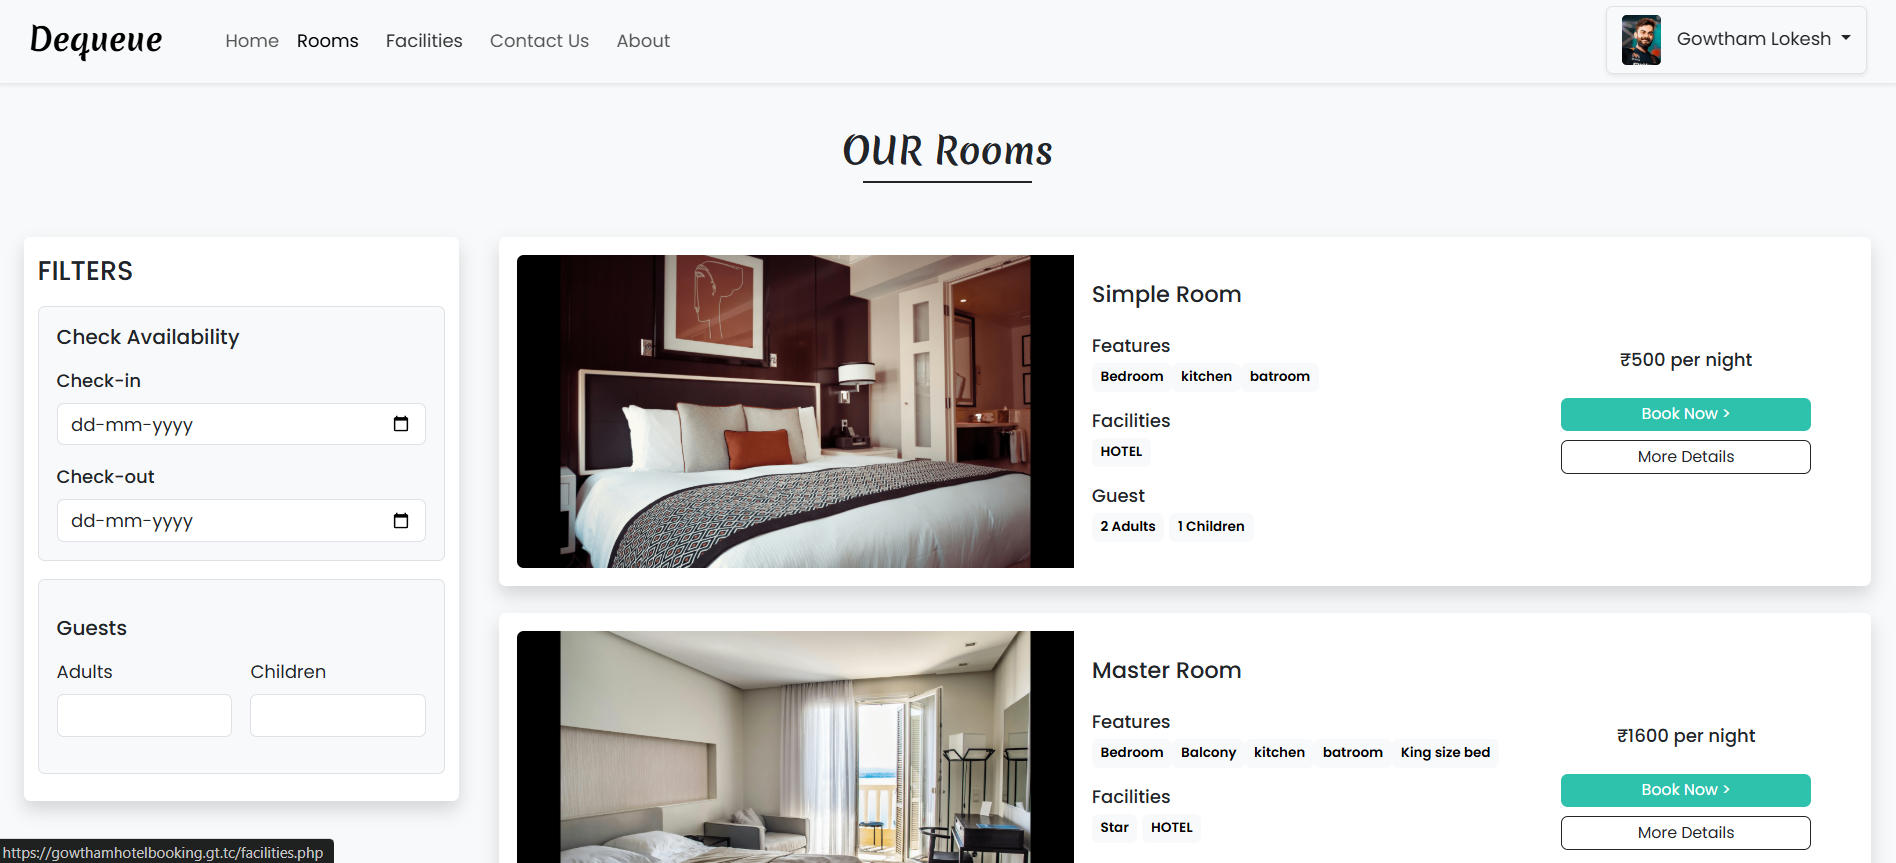 Dequeue
Home Rooms Facilities Contact Us About
Gowtham Lokesh
OUR Rooms
FILTERS
Check Availability
Check-in
dd-mm-yyyy
Check-out
dd-mm-yyyy
Guests
Adults Children
Simple Room
Features
Bedroom kitchen batroom
Facilities
HOTEL
Guest
2 Adults 1 Children
₹500 per night
Book Now >
More Details
Master Room
Features
Bedroom Balcony kitchen batroom King size bed
Facilities
Star HOTEL
₹1600 per night
Book Now >
More Details
https://gowthamhotelbooking.gt.tc/facilities.php